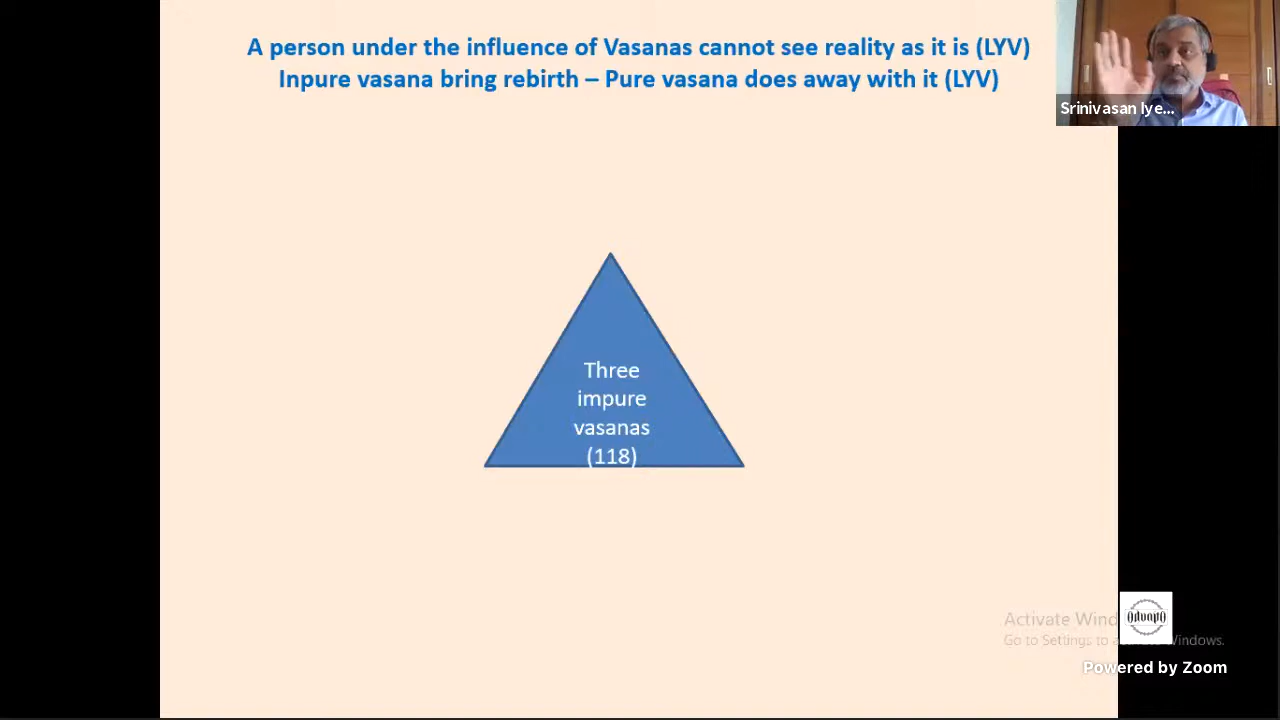 A person under the influence of Vasanas cannot see reality as it is (LYV)
Inpure vasana bring rebirth – Pure vasana does away with it (LYV)
Srinivasan Iye...
Three
impure
vasanas
(118)
Activate Wind
Go to Settings to a Windows.
Powered by Zoom